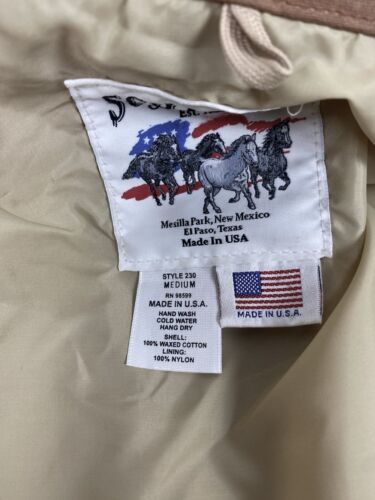 Mesilla Park, New Mexico
El Paso, Texas
Made In USA
STYLE 230
MEDIUM
RN 98599
MADE IN U.S.A.
HAND WASH
COLD WATER
HANG DRY
SHELL:
100% WAXED COTTON
LINING:
100% NYLON
MADE IN U.S.A.